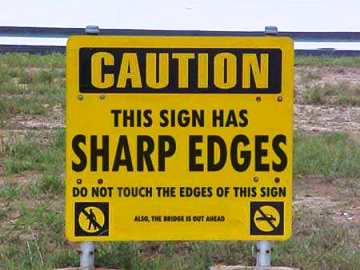 CAUTION
THIS SIGN HAS
SHARP EDGES
DO NOT TOUCH THE EDGES OF THIS SIGN
ALSO, THE BRIDGE IS OUT AHEAD